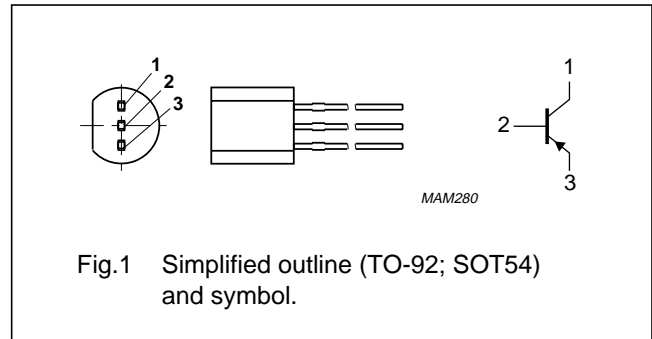 1
2
3
1
2
3
MAM280
Fig.1 Simplified outline (TO-92; SOT54)
and symbol.